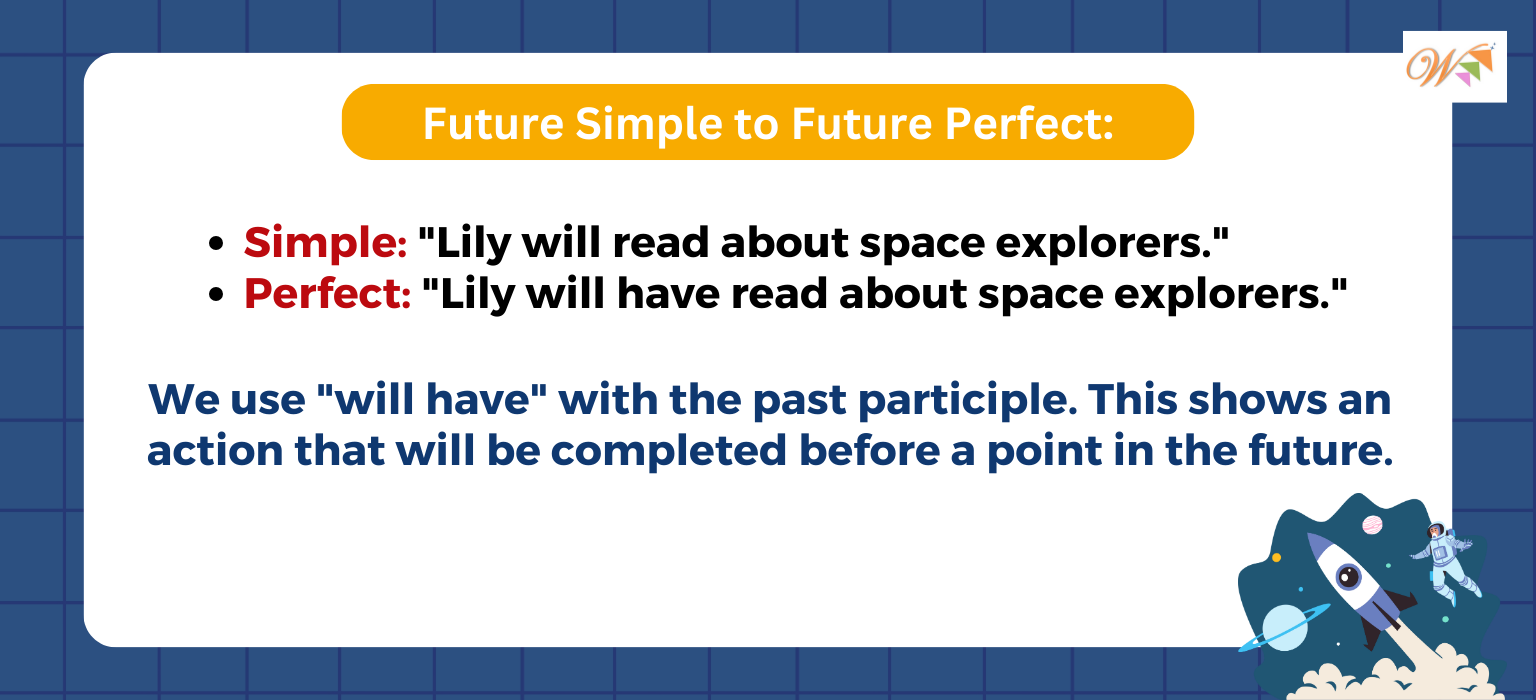 W
Future Simple to Future Perfect:
• Simple: "Lily will read about space explorers."
• Perfect: "Lily will have read about space explorers."
We use "will have" with the past participle. This shows an
action that will be completed before a point in the future.